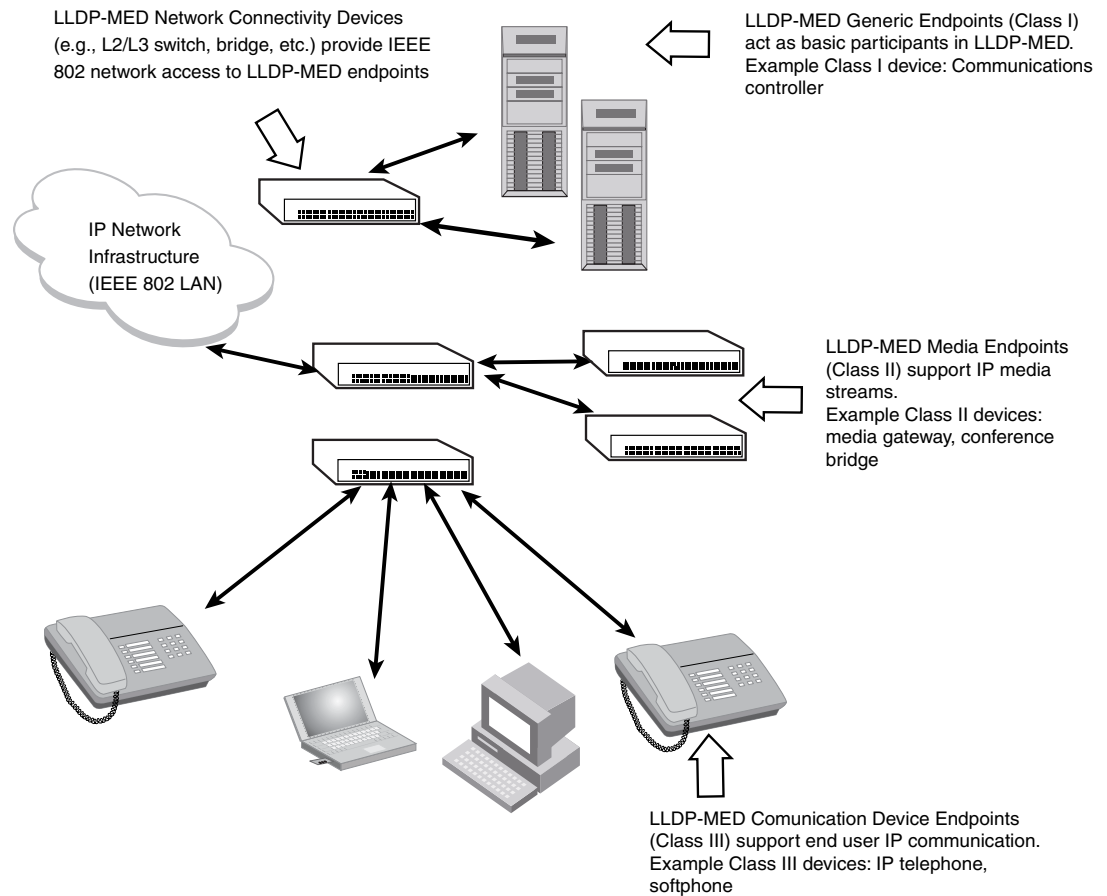 LLDP-MED Network Connectivity Devices
(e.g., L2/L3 switch, bridge, etc.) provide IEEE
802 network access to LLDP-MED endpoints
LLDP-MED Generic Endpoints (Class I)
act as basic participants in LLDP-MED.
Example Class I device: Communications
controller
IP Network
Infrastructure
(IEEE 802 LAN)
LLDP-MED Media Endpoints
(Class II) support IP media
streams.
Example Class II devices:
media gateway, conference
bridge
LLDP-MED Comunication Device Endpoints
(Class III) support end user IP communication.
Example Class III devices: IP telephone,
softphone